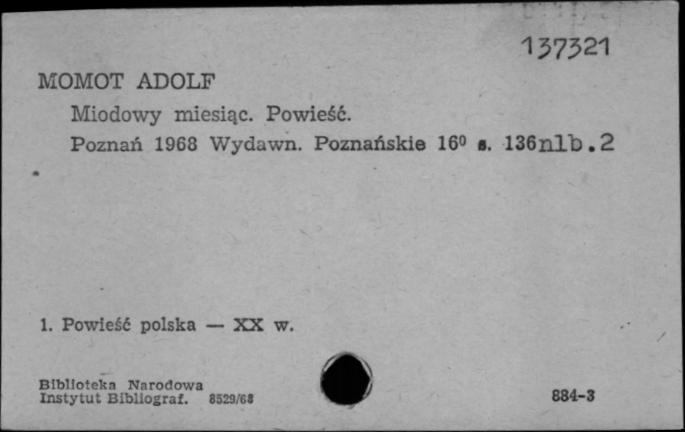 137321
MOMOT ADOLF
Miodowy miesiąc. Powieść.
Poznań 1968 Wydawn. Poznańskie 16⁰ s. 136nlb.2
1. Powieść polska — XX w.
Biblioteka Narodowa
Instytut Bibliograf. 8529/68
884-3